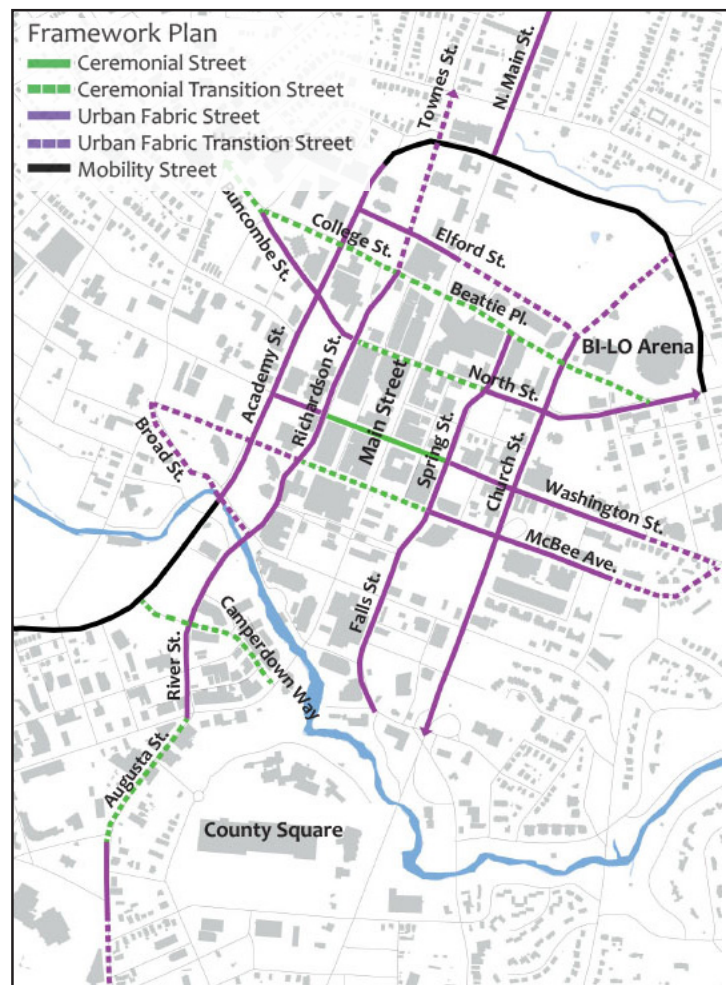 Framework Plan
Ceremonial Street
Ceremonial Transition Street
Urban Fabric Street
Urban Fabric Transtion Street
Mobility Street
Townes St.
N. Main St.
College St.
Elford St.
Beattie Pl.
BI-LO Arena
Academy St.
Richardson St.
Main Street
North St.
Spring St.
Church St.
Broad St.
Washington St.
McBee Ave.
Falls St.
Camperdown Way
River St.
Augusta St.
County Square